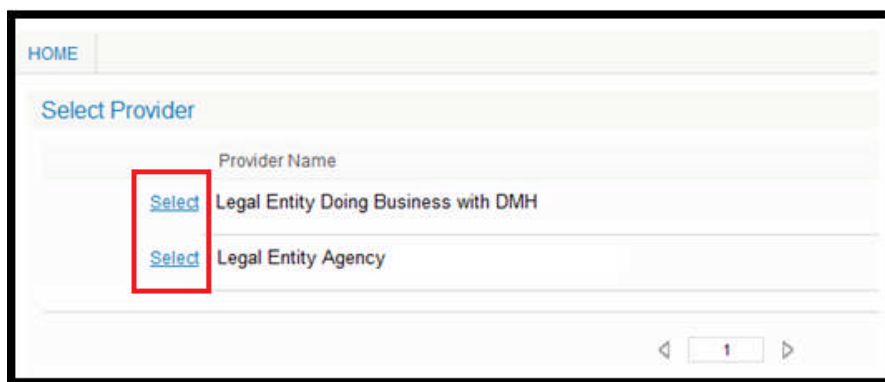 HOME
Select Provider
Provider Name
Select Legal Entity Doing Business with DMH
Select Legal Entity Agency
1